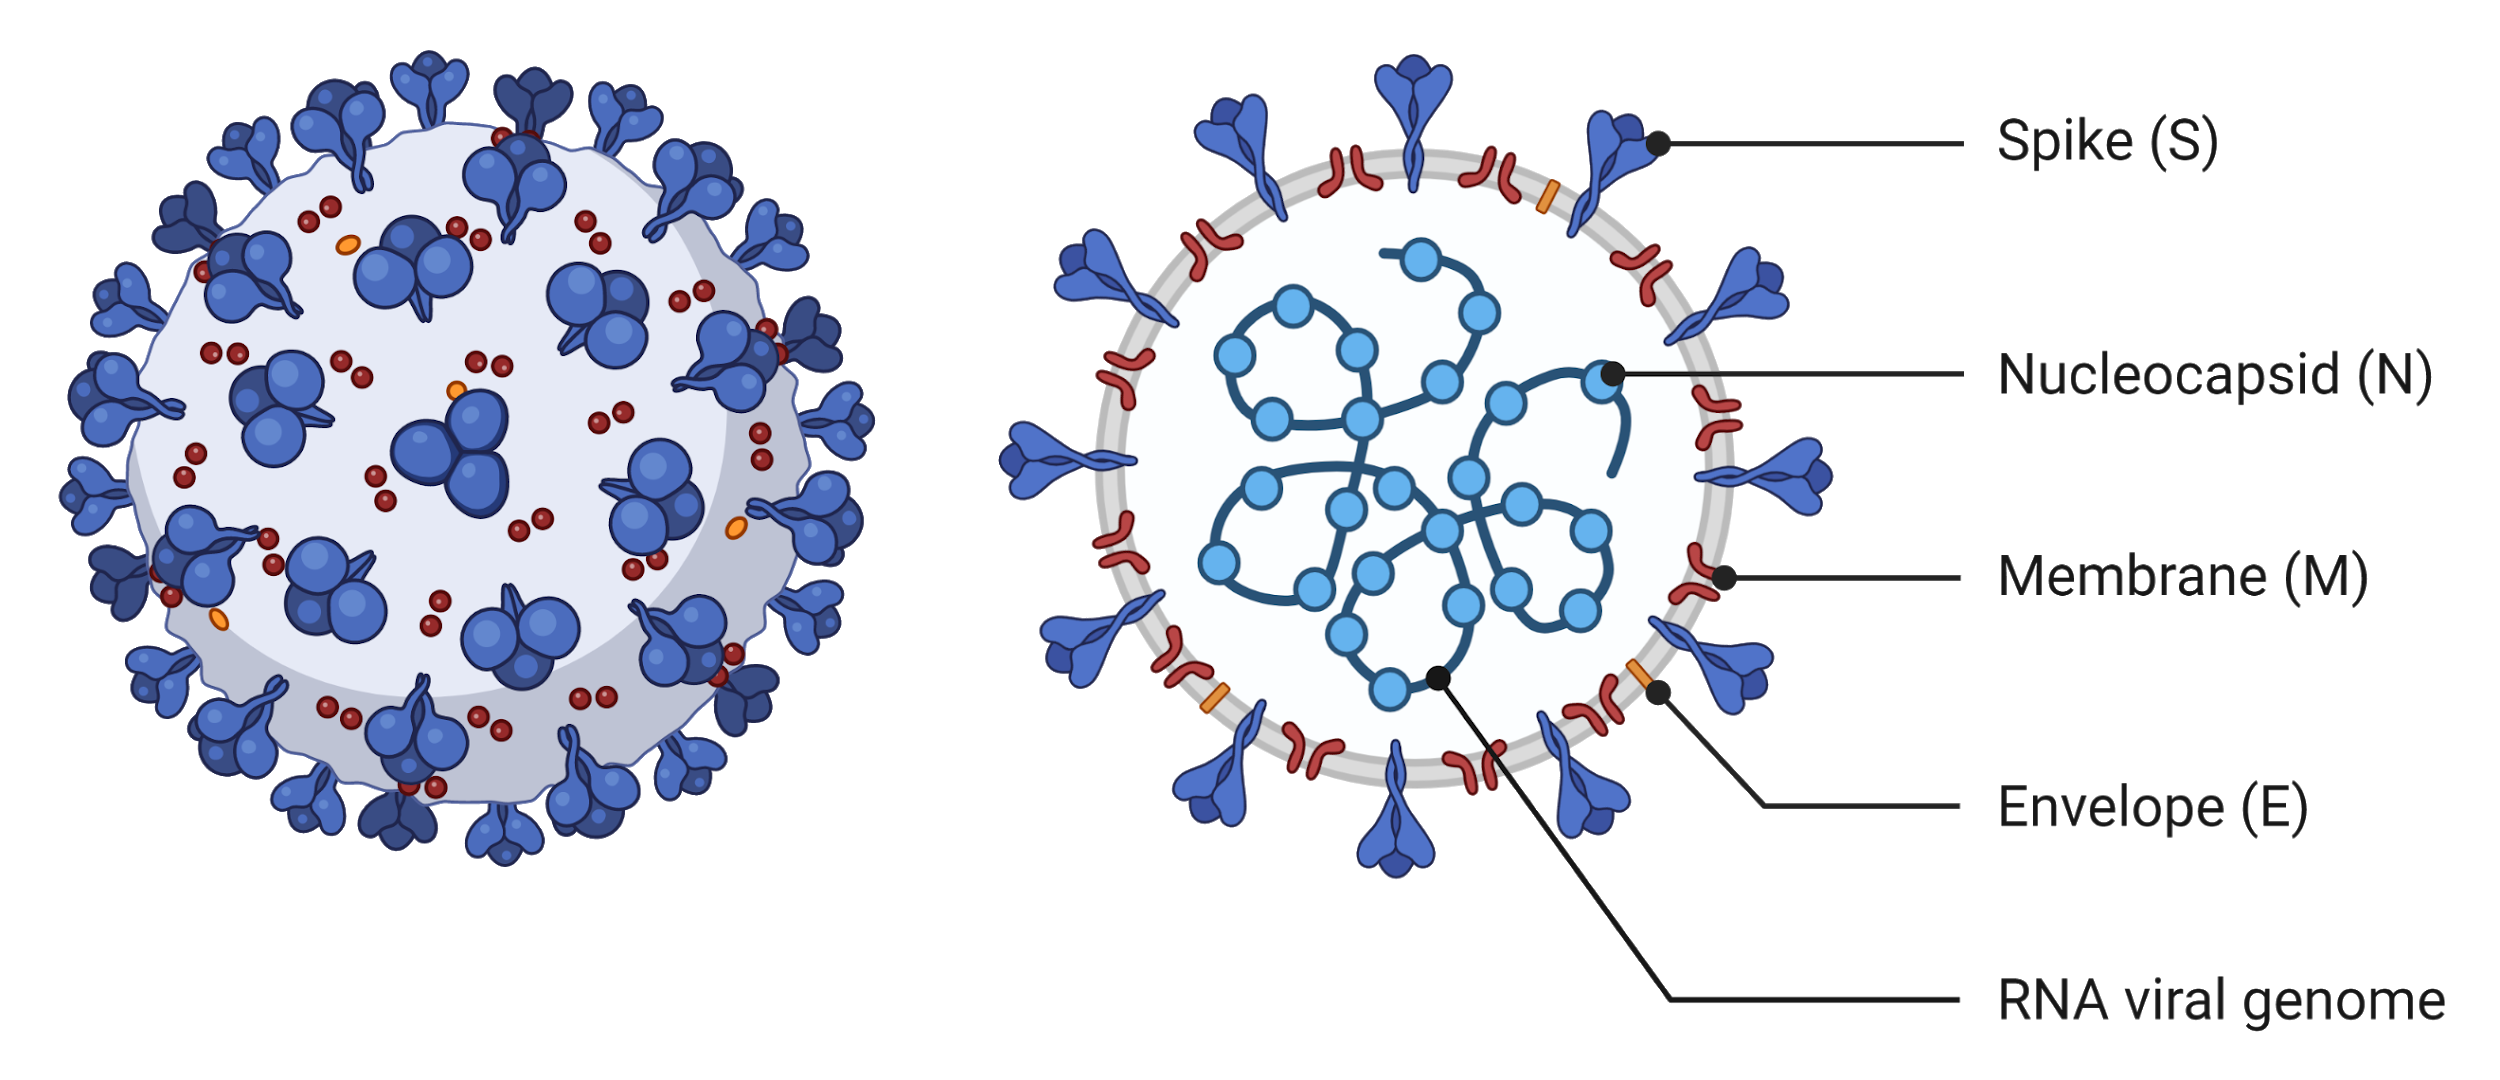 Spike (S)
Nucleocapsid (N)
Membrane (M)
Envelope (E)
RNA viral genome